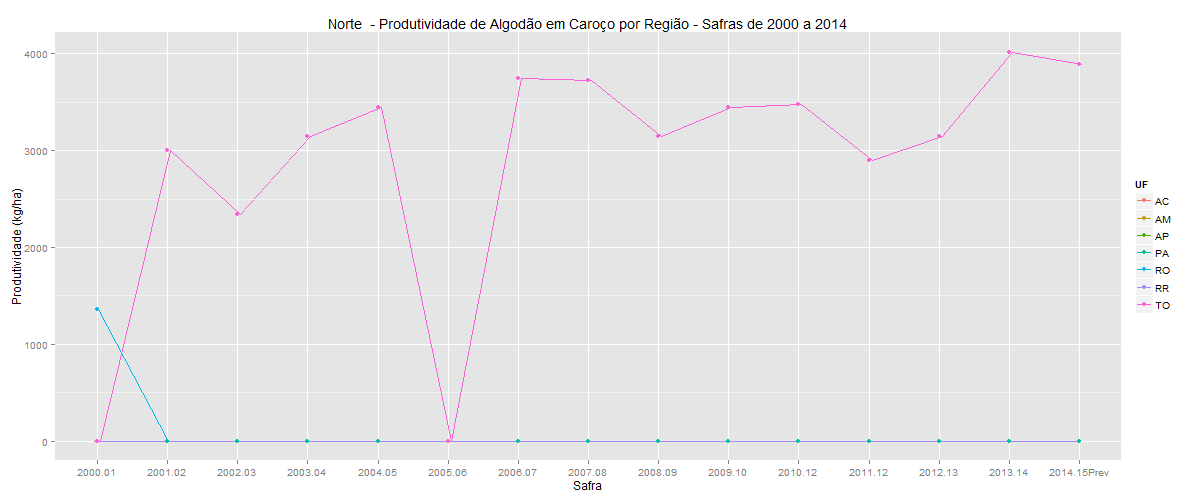 Norte  - Produtividade de Algodão em Caroço por Região - Safras de 2000 a 2014
Produtividade (kg/ha)
4000
3000
2000
1000
0
2000.01 2001.02 2002.03 2003.04 2004.05 2005.06 2006.07 2007.08 2008.09 2009.10 2010.12 2011.12 2012.13 2013.14 2014.15Prev
Safra
UF
AC
AM
AP
PA
RO
RR
TO